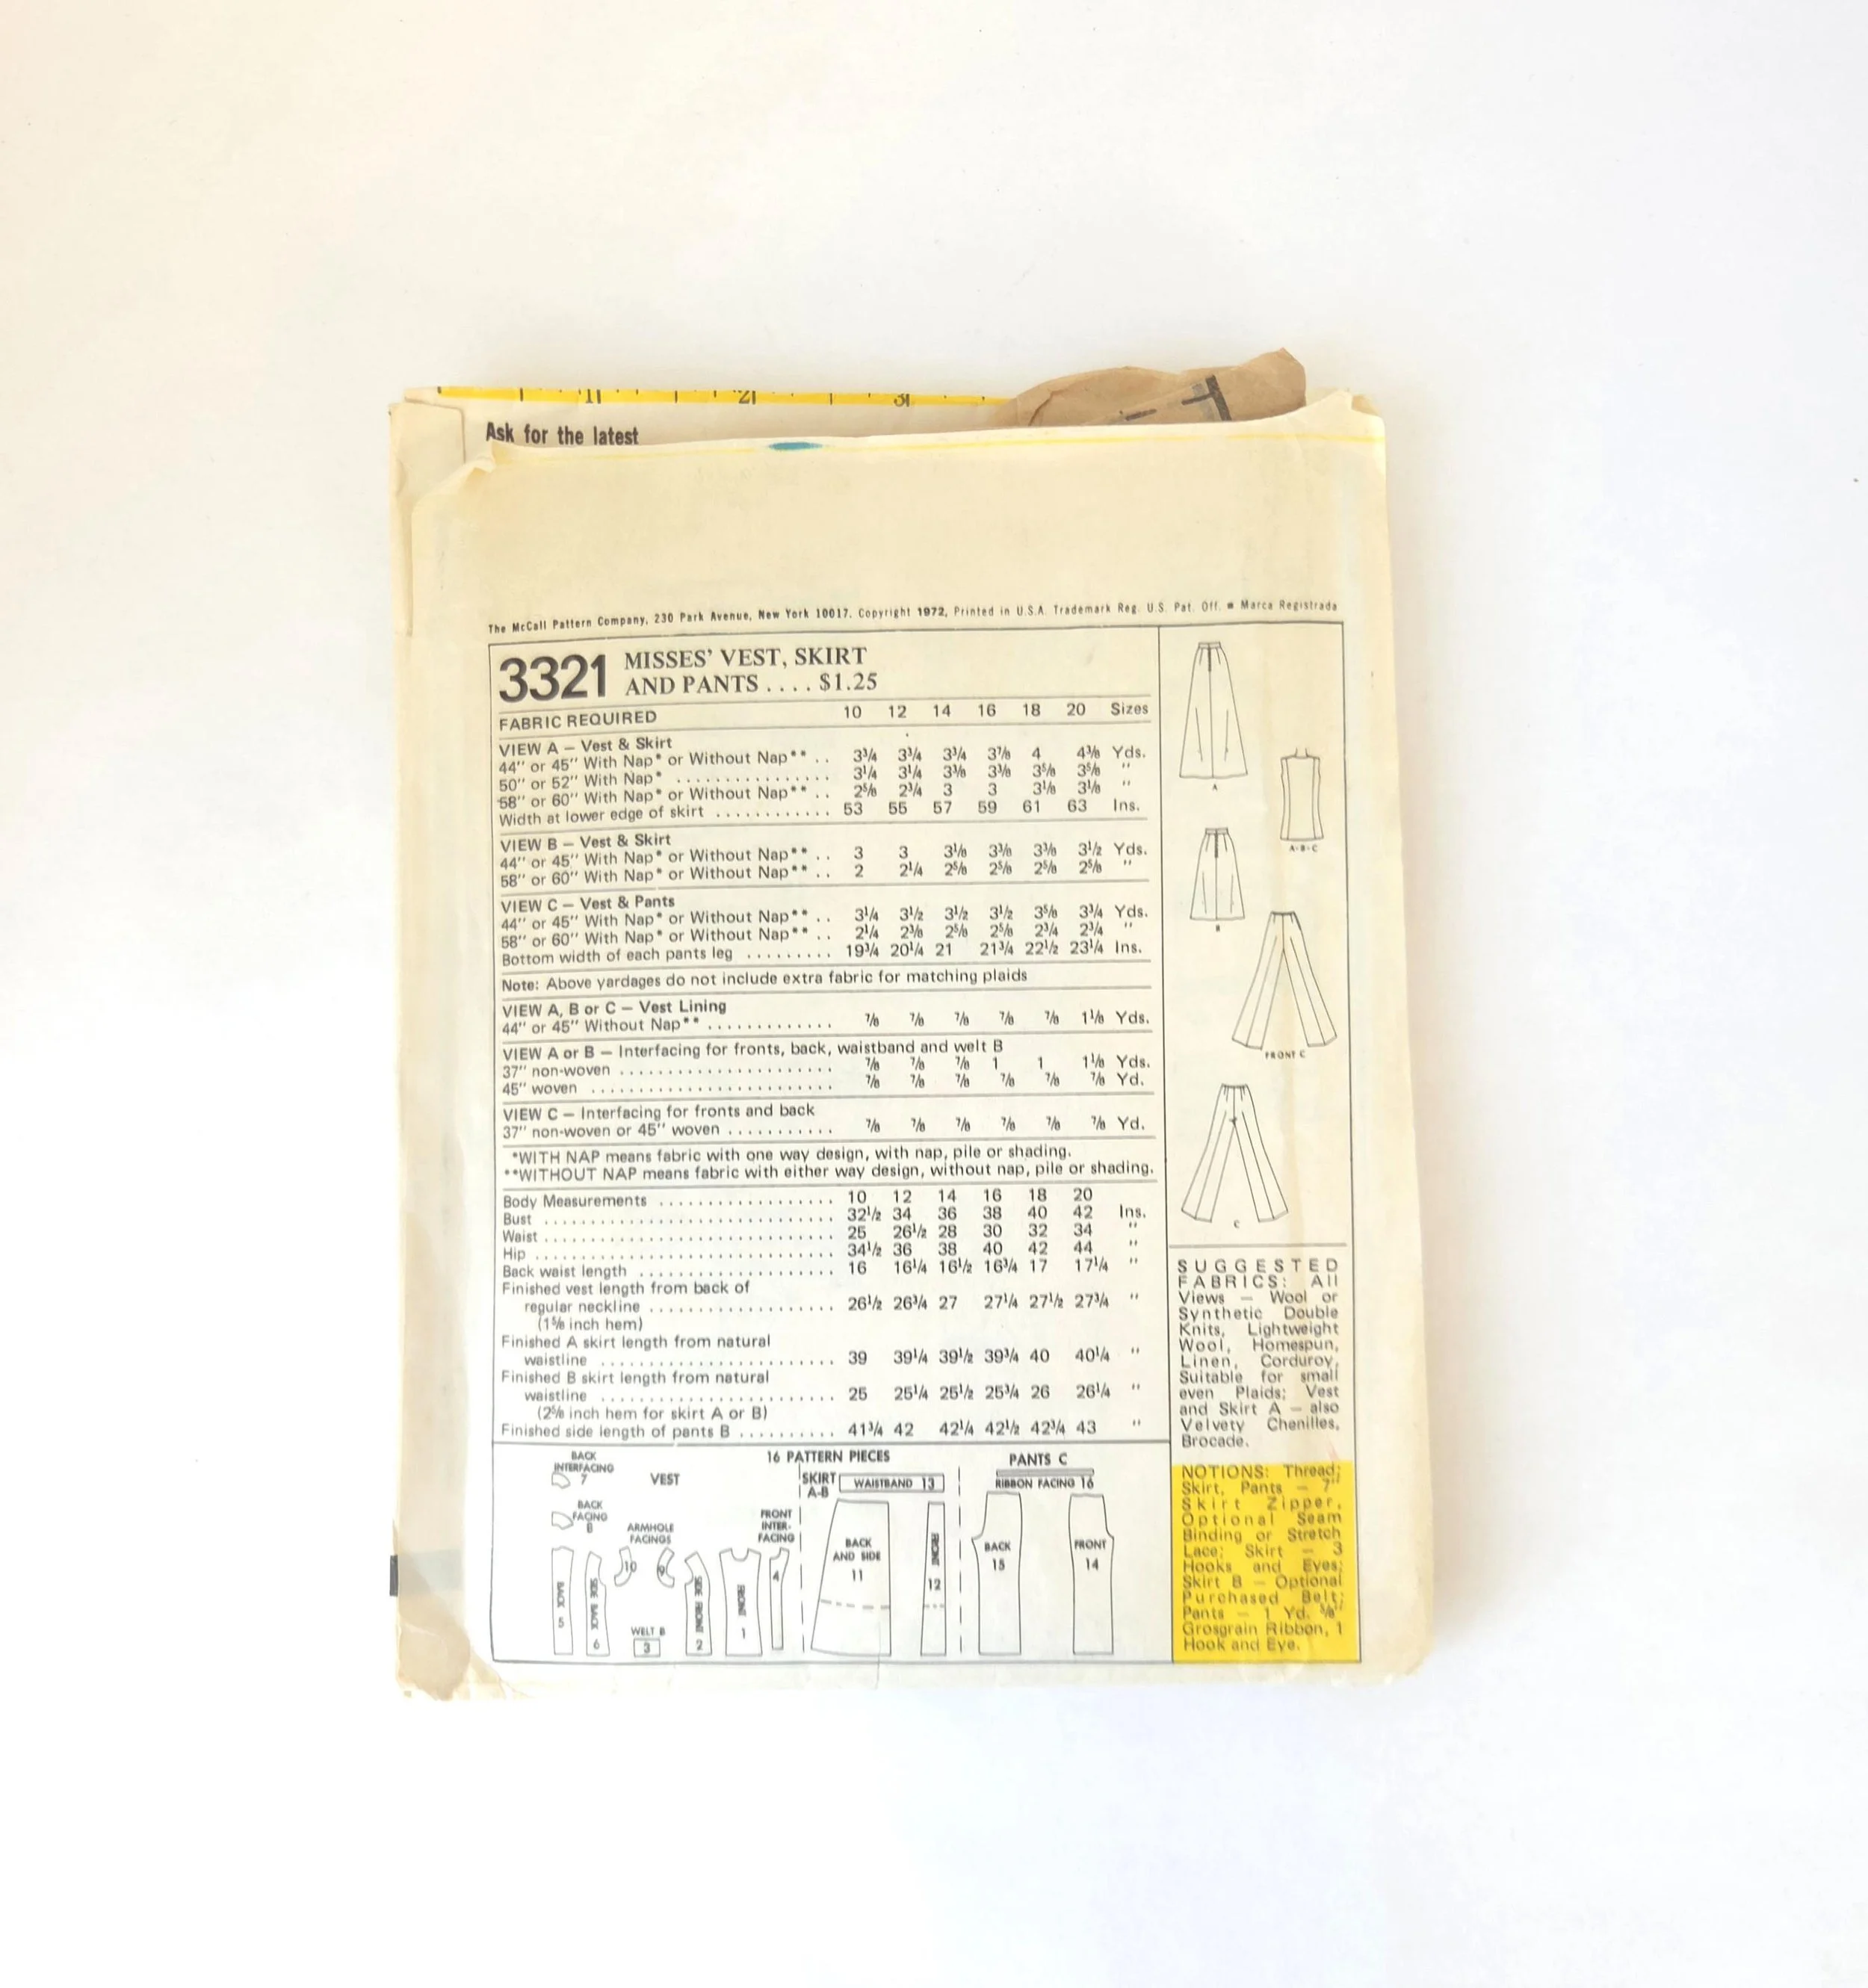 1 2 3
Ask for the latest
The McCall Pattern Company, 230 Park Avenue, New York 10017. Copyright 1972, Printed in U.S.A. Trademark Reg. U.S. Pat. Off. ■ Marca Registrada
3321 MISSES' VEST, SKIRT
AND PANTS .... $1.25
FABRIC REQUIRED 10 12 14 16 18 20 Sizes
VIEW A — Vest & Skirt
44" or 45" With Nap* or Without Nap** .. 3¾ 3¾ 3¾ 3⅞ 4 4⅜ Yds.
50" or 52" With Nap* ................ 3¼ 3¼ 3⅜ 3⅜ 3⅝ 3⅝ "
58" or 60" With Nap* or Without Nap** .. 2⅝ 2¾ 3 3 3⅛ 3⅛ "
Width at lower edge of skirt ............ 53 55 57 59 61 63 Ins.
VIEW B — Vest & Skirt
44" or 45" With Nap* or Without Nap** .. 3 3 3⅛ 3⅜ 3⅜ 3½ Yds.
58" or 60" With Nap* or Without Nap** .. 2 2¼ 2⅝ 2⅝ 2⅝ 2⅝ "
VIEW C — Vest & Pants
44" or 45" With Nap* or Without Nap** .. 3¼ 3½ 3½ 3½ 3⅝ 3¾ Yds.
58" or 60" With Nap* or Without Nap** .. 2¼ 2⅜ 2⅝ 2⅝ 2¾ 2¾ "
Bottom width of each pants leg ......... 19¾ 20¼ 21 21¾ 22½ 23¼ Ins.
Note: Above yardages do not include extra fabric for matching plaids
VIEW A, B or C — Vest Lining
44" or 45" Without Nap** ............. ⅞ ⅞ ⅞ ⅞ ⅞ 1⅛ Yds.
VIEW A or B — Interfacing for fronts, back, waistband and welt B
37" non-woven ...................... ⅞ ⅞ ⅞ 1 1 1⅛ Yds.
45" woven ......................... ⅞ ⅞ ⅞ ⅞ ⅞ ⅞ Yd.
VIEW C — Interfacing for fronts and back
37" non-woven or 45" woven ........... ⅞ ⅞ ⅞ ⅞ ⅞ ⅞ Yd.
*WITH NAP means fabric with one way design, with nap, pile or shading.
**WITHOUT NAP means fabric with either way design, without nap, pile or shading.
Body Measurements .................. 10 12 14 16 18 20
Bust .............................. 32½ 34 36 38 40 42 Ins.
Waist .............................. 25 26½ 28 30 32 34 "
Hip ............................... 34½ 36 38 40 42 44 "
Back waist length .................... 16 16¼ 16½ 16¾ 17 17¼ "
Finished vest length from back of
regular neckline ................... 26½ 26¾ 27 27¼ 27½ 27¾ "
(1⅝ inch hem)
Finished A skirt length from natural
waistline ........................ 39 39¼ 39½ 39¾ 40 40¼ "
Finished B skirt length from natural
waistline ....................... 25 25¼ 25½ 25¾ 26 26¼ "
(2⅝ inch hem for skirt A or B)
Finished side length of pants B .......... 41¾ 42 42¼ 42½ 42¾ 43 "
A
A-B-C
B
FRONT C
C
SUGGESTED
FABRICS: All
Views — Wool or
Synthetic Double
Knits, Lightweight
Wool, Homespun,
Linen, Corduroy,
Suitable for small
even Plaids; Vest
and Skirt A — also
Velvety Chenilles,
Brocade.
NOTIONS: Thread;
Skirt, Pants — 7"
Skirt Zipper,
Optional Seam
Binding or Stretch
Lace; Skirt — 3
Hooks and Eyes;
Skirt B — Optional
Purchased Belt;
Pants — 1 Yd. ⅝"
Grosgrain Ribbon, 1
Hook and Eye.
16 PATTERN PIECES
VEST
BACK
INTERFACING
7
BACK
FACING
8
ARMHOLE
FACINGS
10
9
FRONT
INTER-
FACING
4
BACK 5
SIDE BACK 6
WELT B
3
SIDE FRONT 2
FRONT 1
SKIRT
A-B
WAISTBAND 13
BACK
AND SIDE
11
FRONT
12
PANTS C
RIBBON FACING 16
BACK
15
FRONT
14